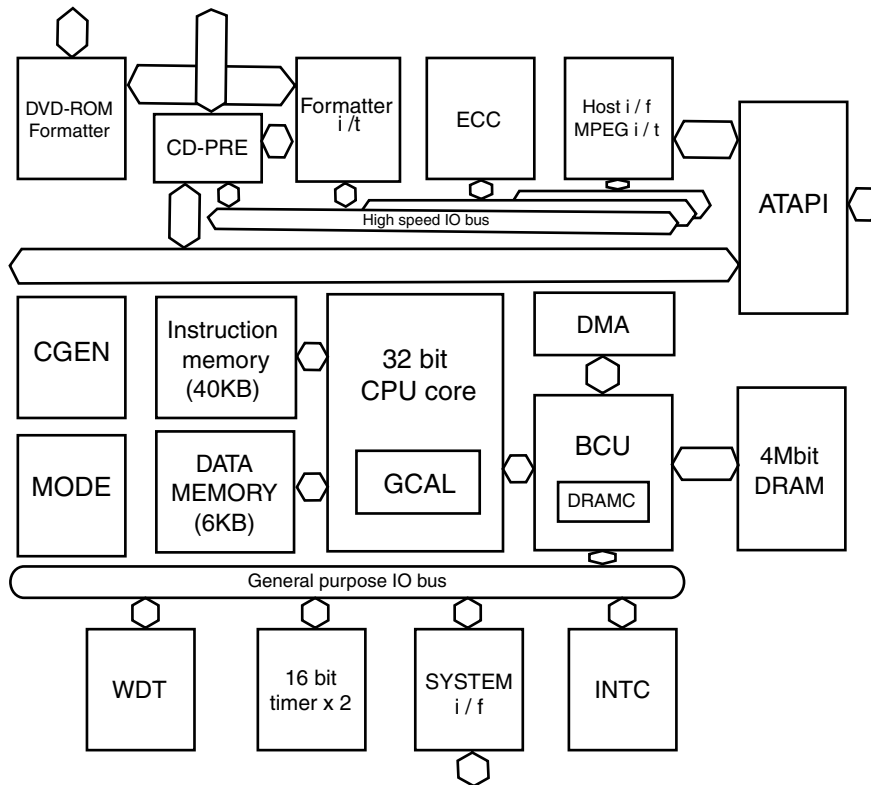 DVD-ROM
Formatter
CD-PRE
Formatter
i /t
ECC
Host i / f
MPEG i / t
ATAPI
High speed IO bus
CGEN
Instruction
memory
(40KB)
32 bit
CPU core
DMA
MODE
DATA
MEMORY
(6KB)
GCAL
BCU
DRAMC
4Mbit
DRAM
General purpose IO bus
WDT
16 bit
timer x 2
SYSTEM
i / f
INTC